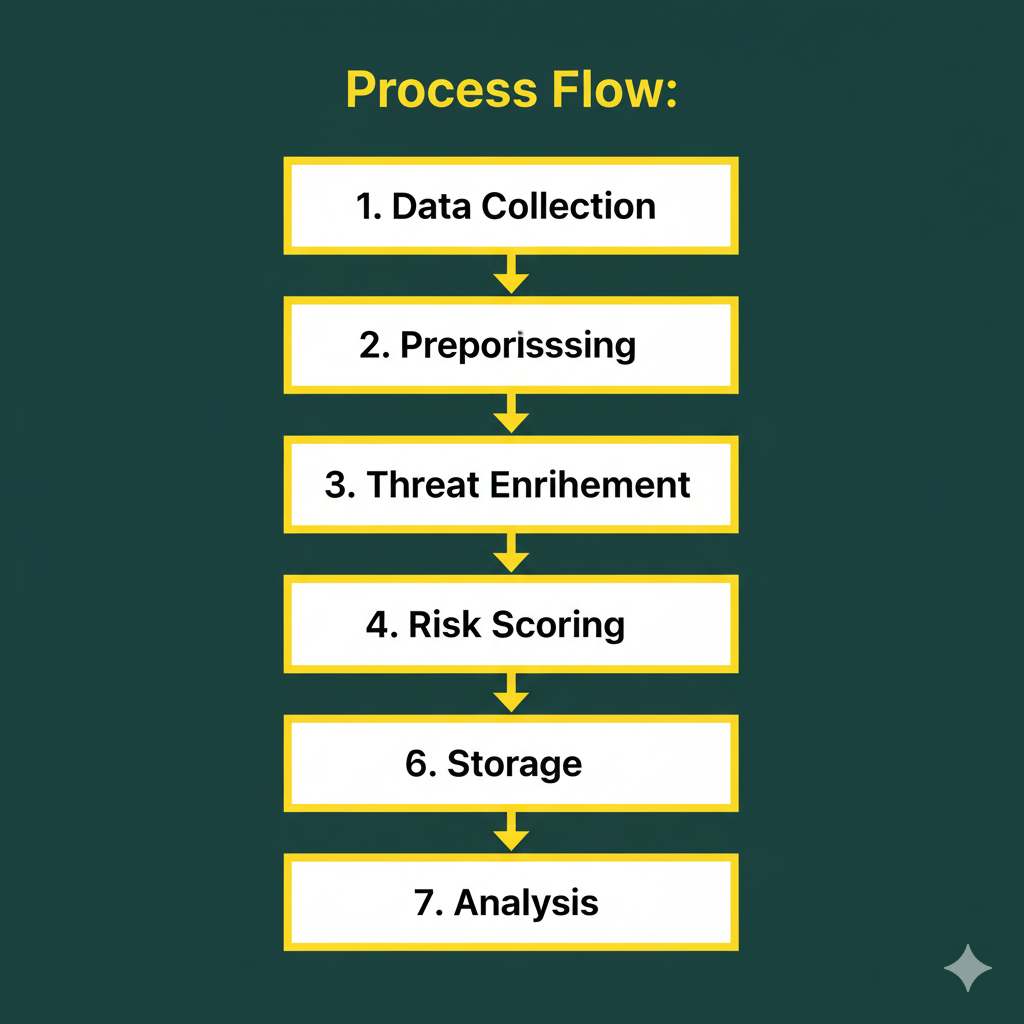 Process Flow:
1. Data Collection
2. Preporisssing
3. Threat Enrihement
4. Risk Scoring
6. Storage
7. Analysis